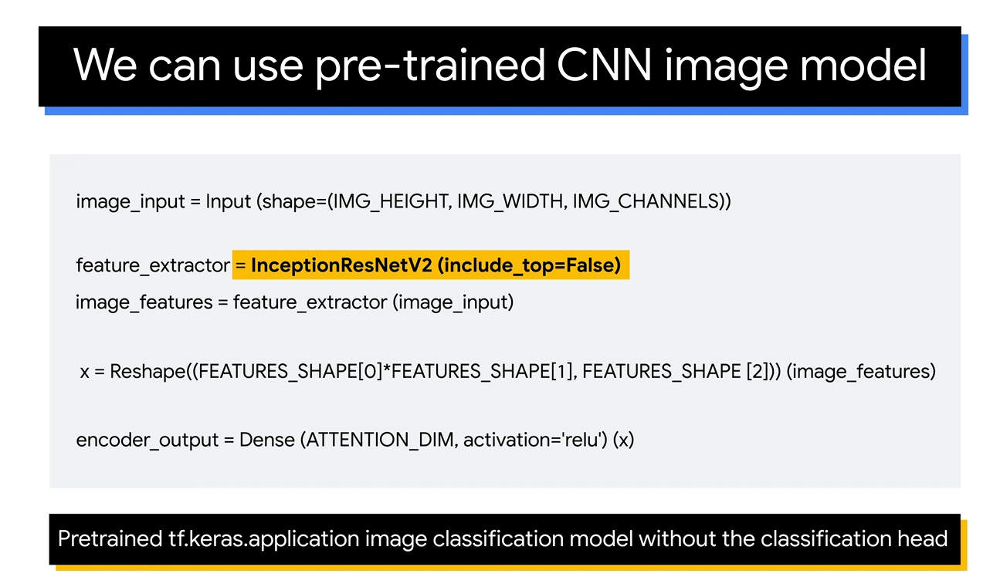 We can use pre-trained CNN image model
image_input = Input (shape=(IMG_HEIGHT, IMG_WIDTH, IMG_CHANNELS))
feature_extractor = InceptionResNetV2 (include_top=False)
image_features = feature_extractor (image_input)
x = Reshape((FEATURES_SHAPE[0]*FEATURES_SHAPE[1], FEATURES_SHAPE [2])) (image_features)
encoder_output = Dense (ATTENTION_DIM, activation='relu') (x)
Pretrained tf.keras.application image classification model without the classification head